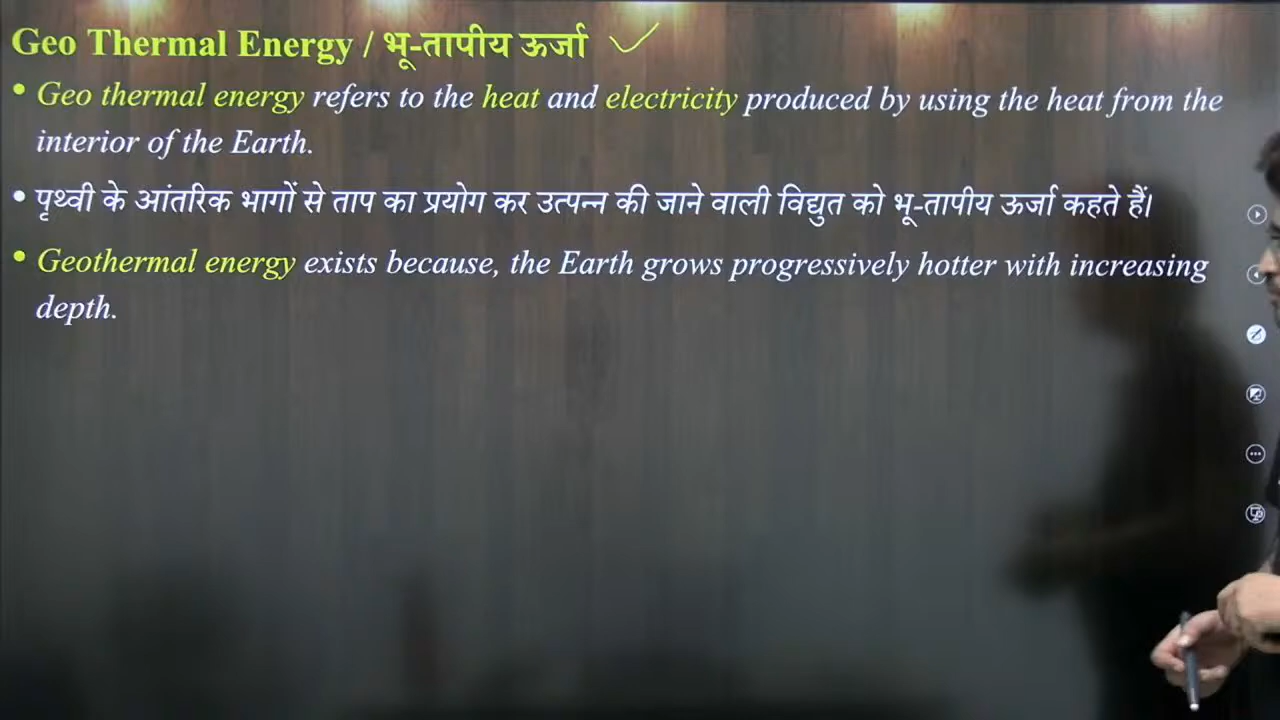 Geo Thermal Energy / भू-तापीय ऊर्जा
• Geo thermal energy refers to the heat and electricity produced by using the heat from the
interior of the Earth.
• पृथ्वी के आंतरिक भागों से ताप का प्रयोग कर उत्पन्न की जाने वाली विद्युत को भू-तापीय ऊर्जा कहते हैं।
• Geothermal energy exists because, the Earth grows progressively hotter with increasing
depth.